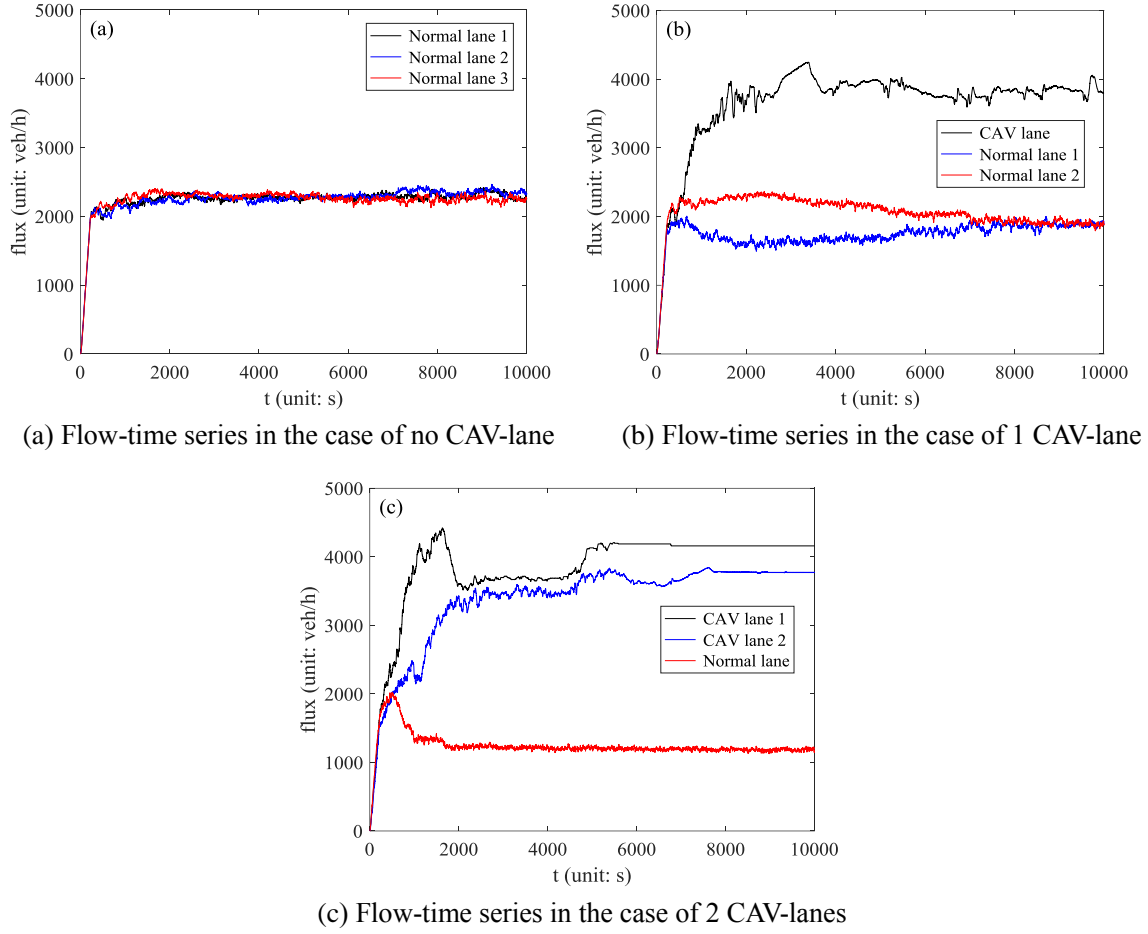 (a)
Normal lane 1
Normal lane 2
Normal lane 3
5000
4000
3000
2000
1000
0
flux (unit: veh/h)
0 2000 4000 6000 8000 10000
t (unit: s)
(a) Flow-time series in the case of no CAV-lane
(b)
CAV lane
Normal lane 1
Normal lane 2
5000
4000
3000
2000
1000
0
flux (unit: veh/h)
0 2000 4000 6000 8000 10000
t (unit: s)
(b) Flow-time series in the case of 1 CAV-lane
(c)
CAV lane 1
CAV lane 2
Normal lane
5000
4000
3000
2000
1000
0
flux (unit: veh/h)
0 2000 4000 6000 8000 10000
t (unit: s)
(c) Flow-time series in the case of 2 CAV-lanes